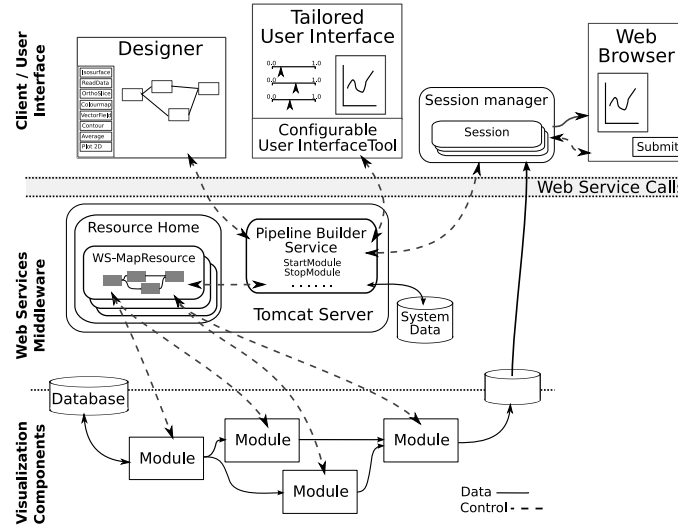 Client / User
Interface
Designer
Isosurface
ReadData
OrthoSlice
Colourmap
VectorField
Contour
Average
Plot 2D
Tailored
User Interface
0.0 1.0
0.0 1.0
0.0 1.0
Configurable
User InterfaceTool
Session manager
Session
Web
Browser
Submit
Web Service Calls
Web Services
Middleware
Resource Home
WS-MapResource
Pipeline Builder
Service
StartModule
StopModule
. . . . . .
Tomcat Server
System
Data
Visualization
Components
Database
Module
Module
Module
Module
Data
Control